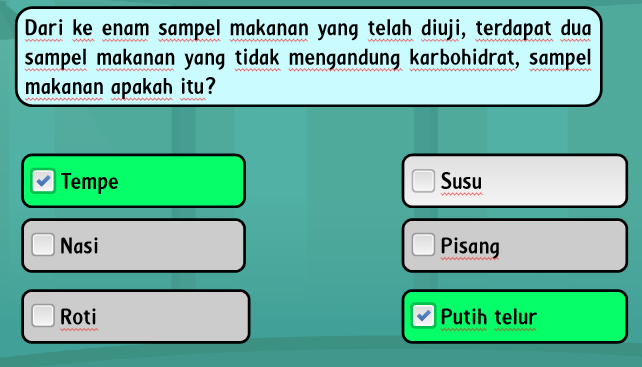 Dari ke enam sampel makanan yang telah diuji, terdapat dua
sampel makanan yang tidak mengandung karbohidrat, sampel
makanan apakah itu?
Tempe
Susu
Nasi
Pisang
Roti
Putih telur